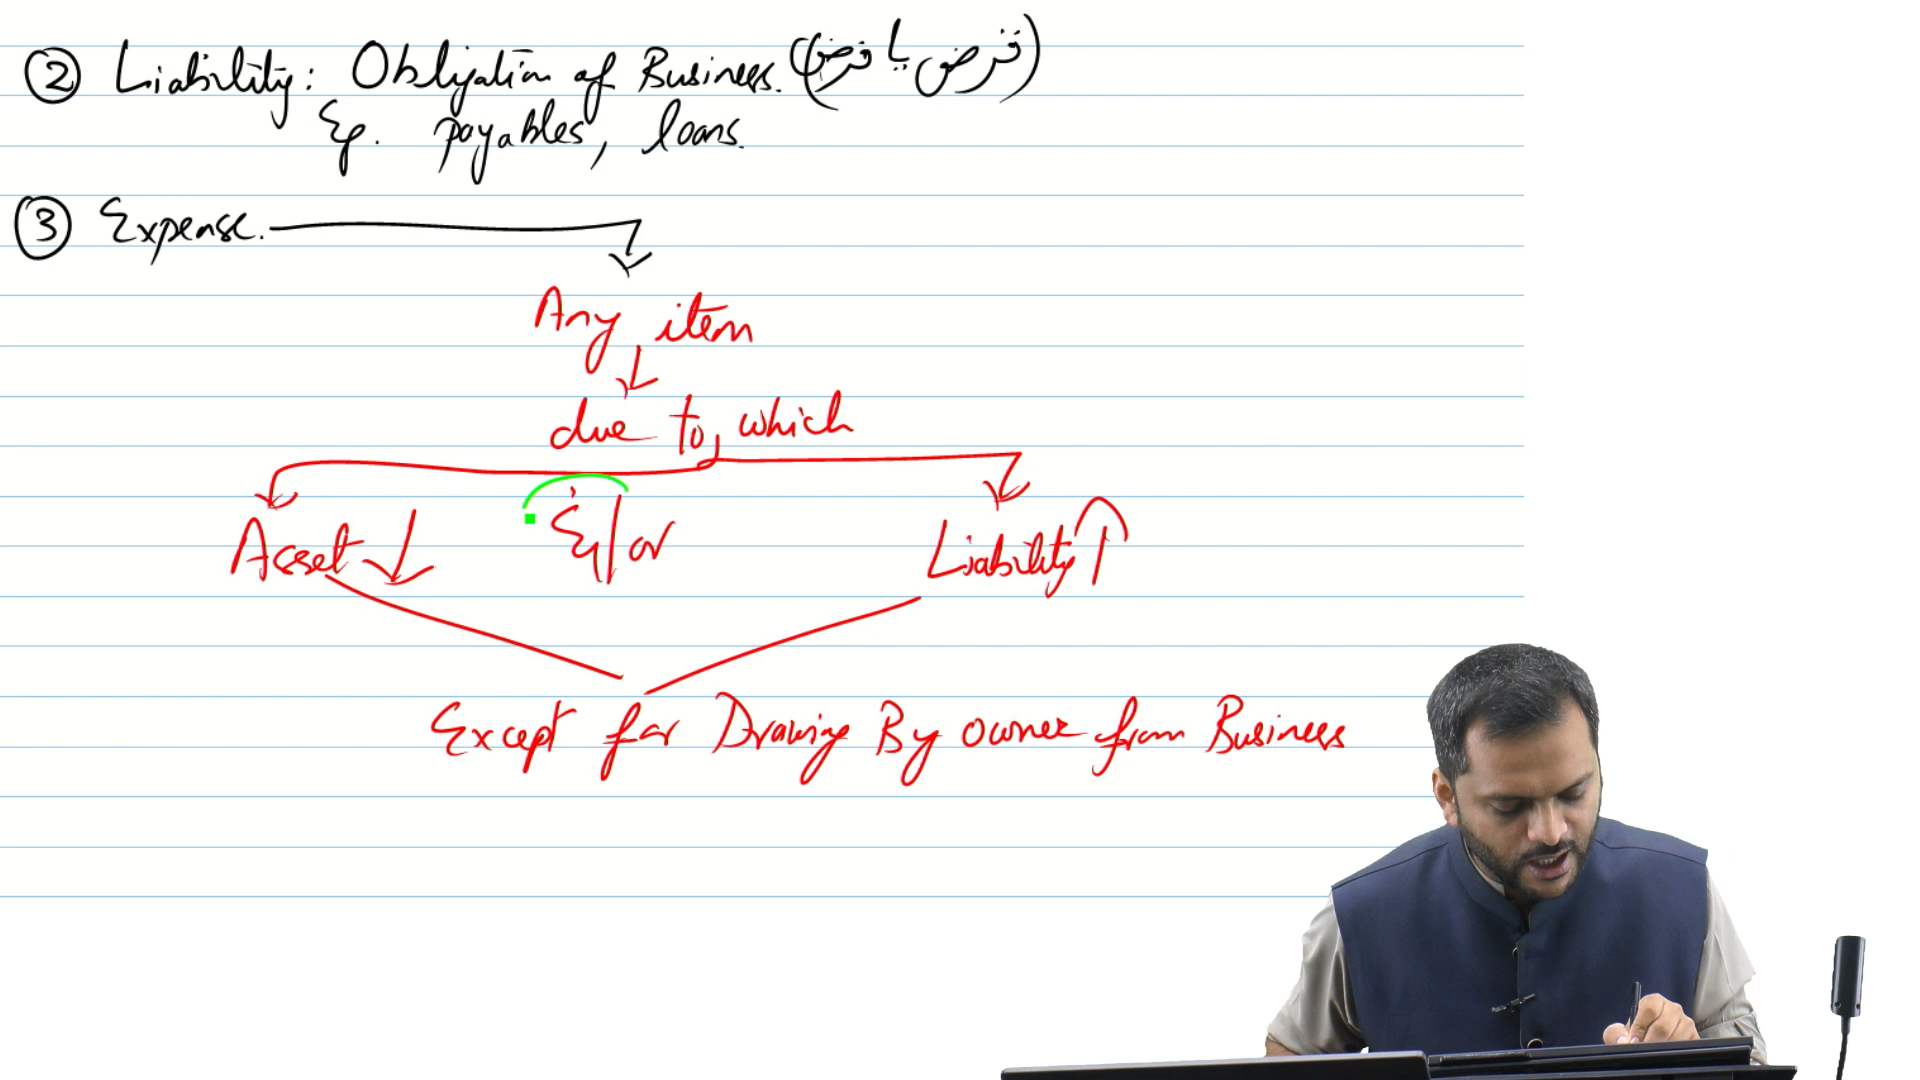 ② Liability: Obligation of Business. (قرض یا فرض)
Eg. payables, loans.
③ Expense.
Any item
due to, which
Asset ↓ &/or Liability ↑
Except for Drawing By owner from Business